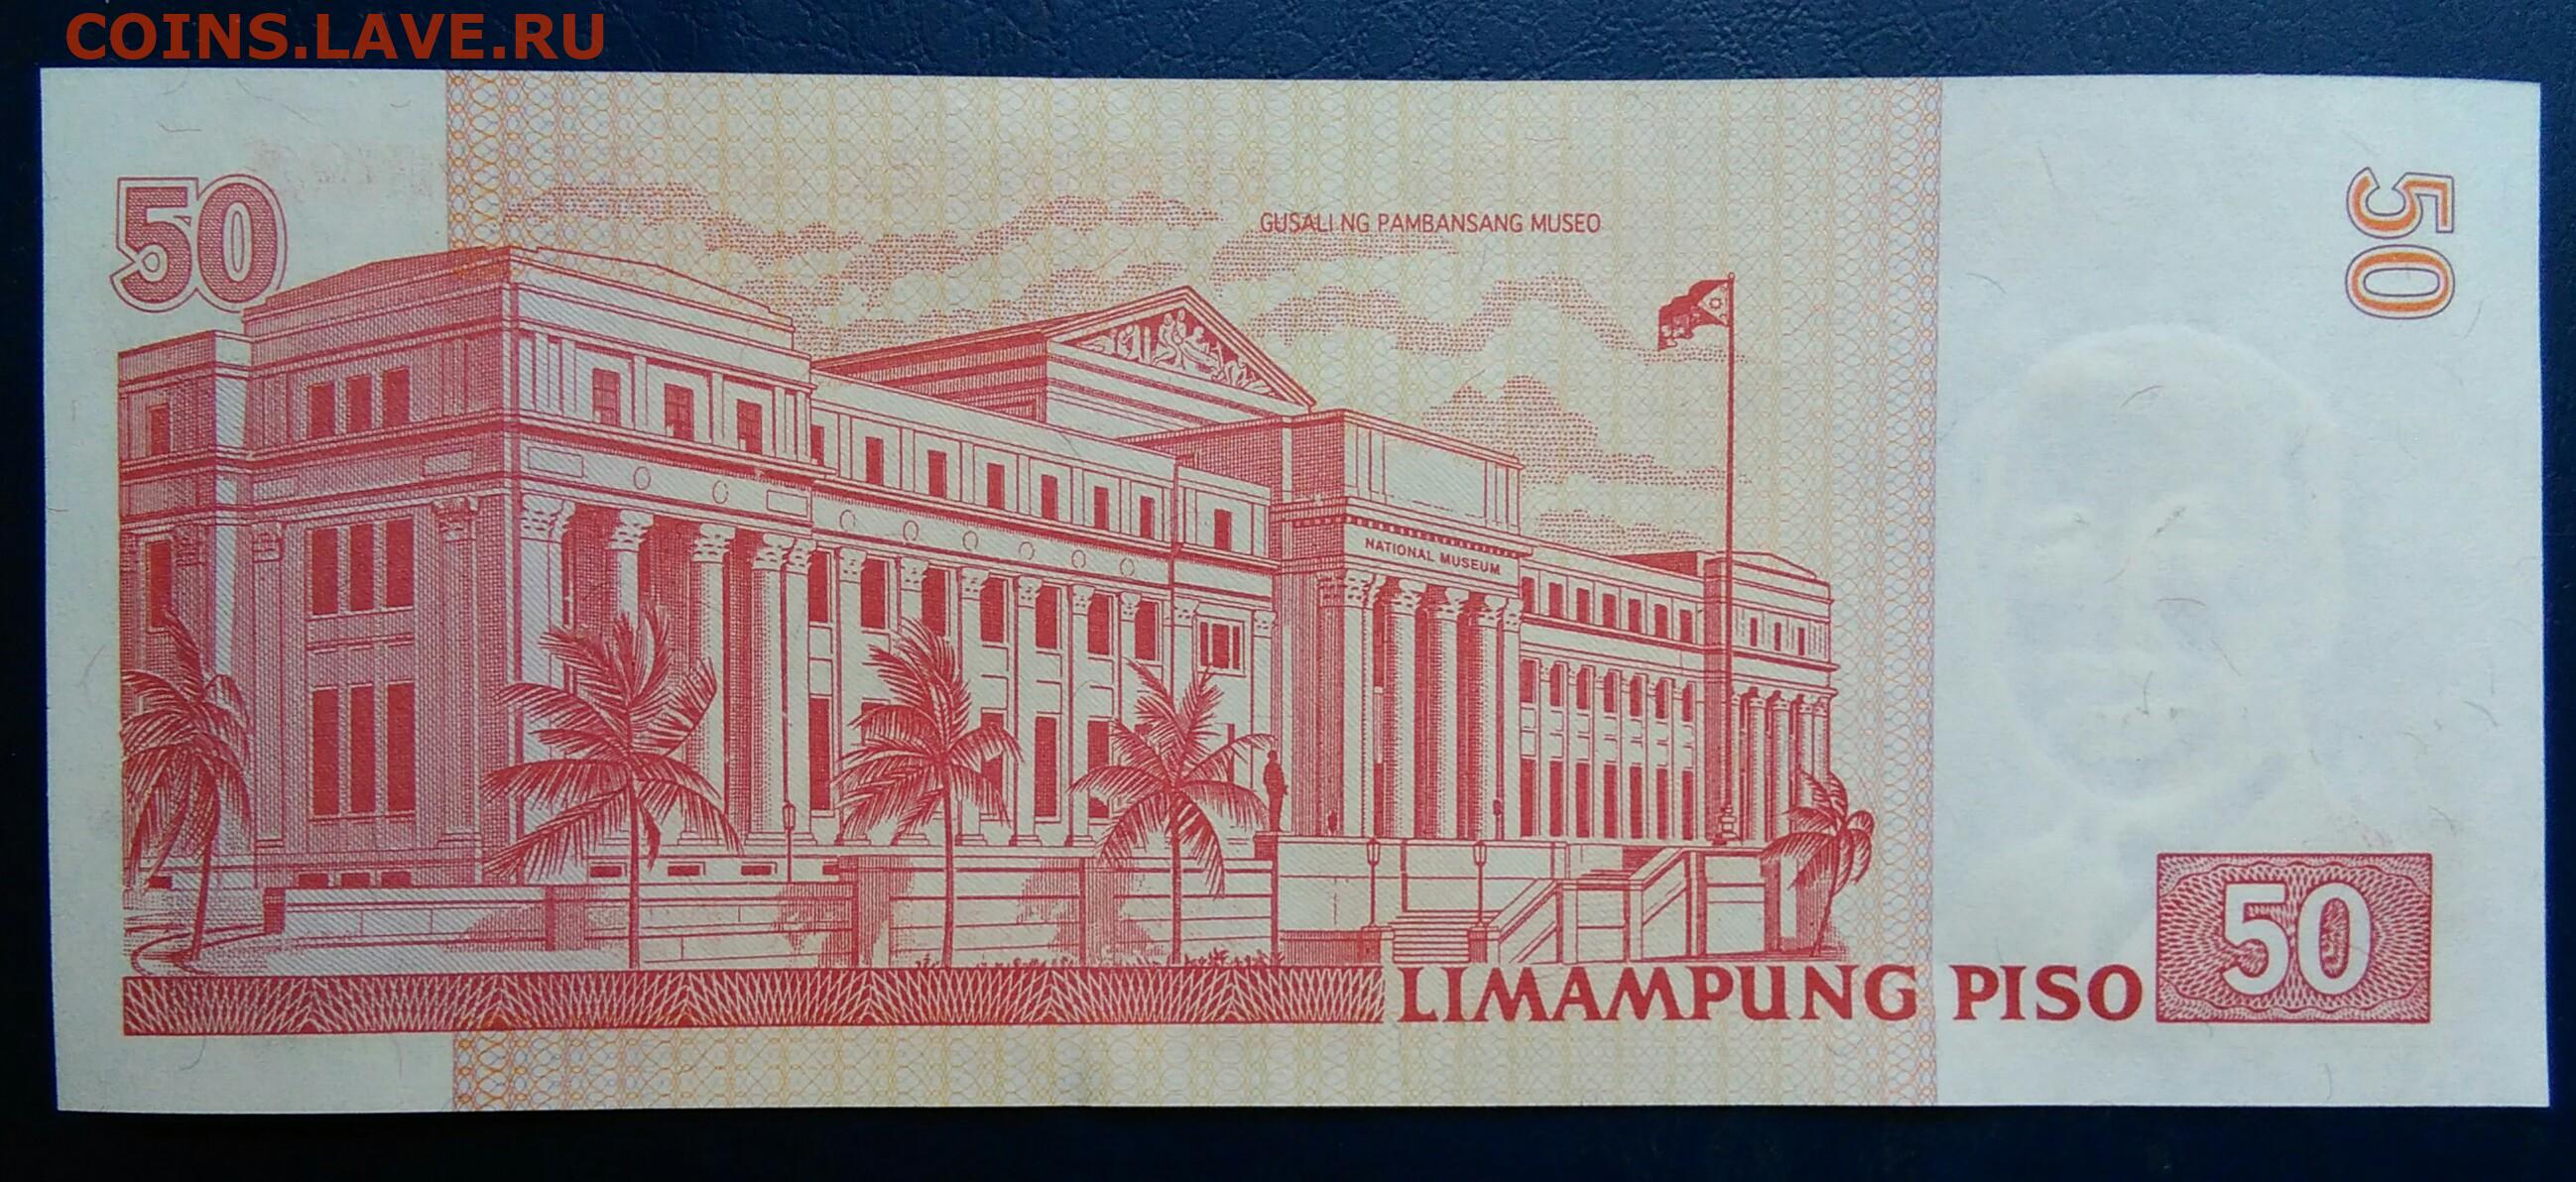 COINS.LAVE.RU
50
50
GUSALI NG PAMBANSANG MUSEO
NATIONAL MUSEUM
LIMAMPUNG PISO
50